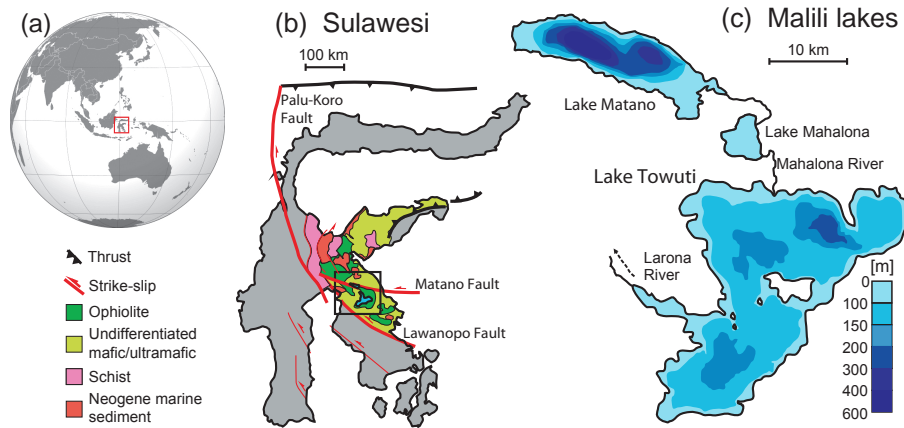 (a)
(b) Sulawesi
100 km
Palu-Koro
Fault
Matano Fault
Lawanopo Fault
Thrust
Strike-slip
Ophiolite
Undifferentiated
mafic/ultramafic
Schist
Neogene marine
sediment
(c) Malili lakes
10 km
Lake Matano
Lake Mahalona
Mahalona River
Lake Towuti
Larona
River
[m]
0
100
150
200
300
400
600